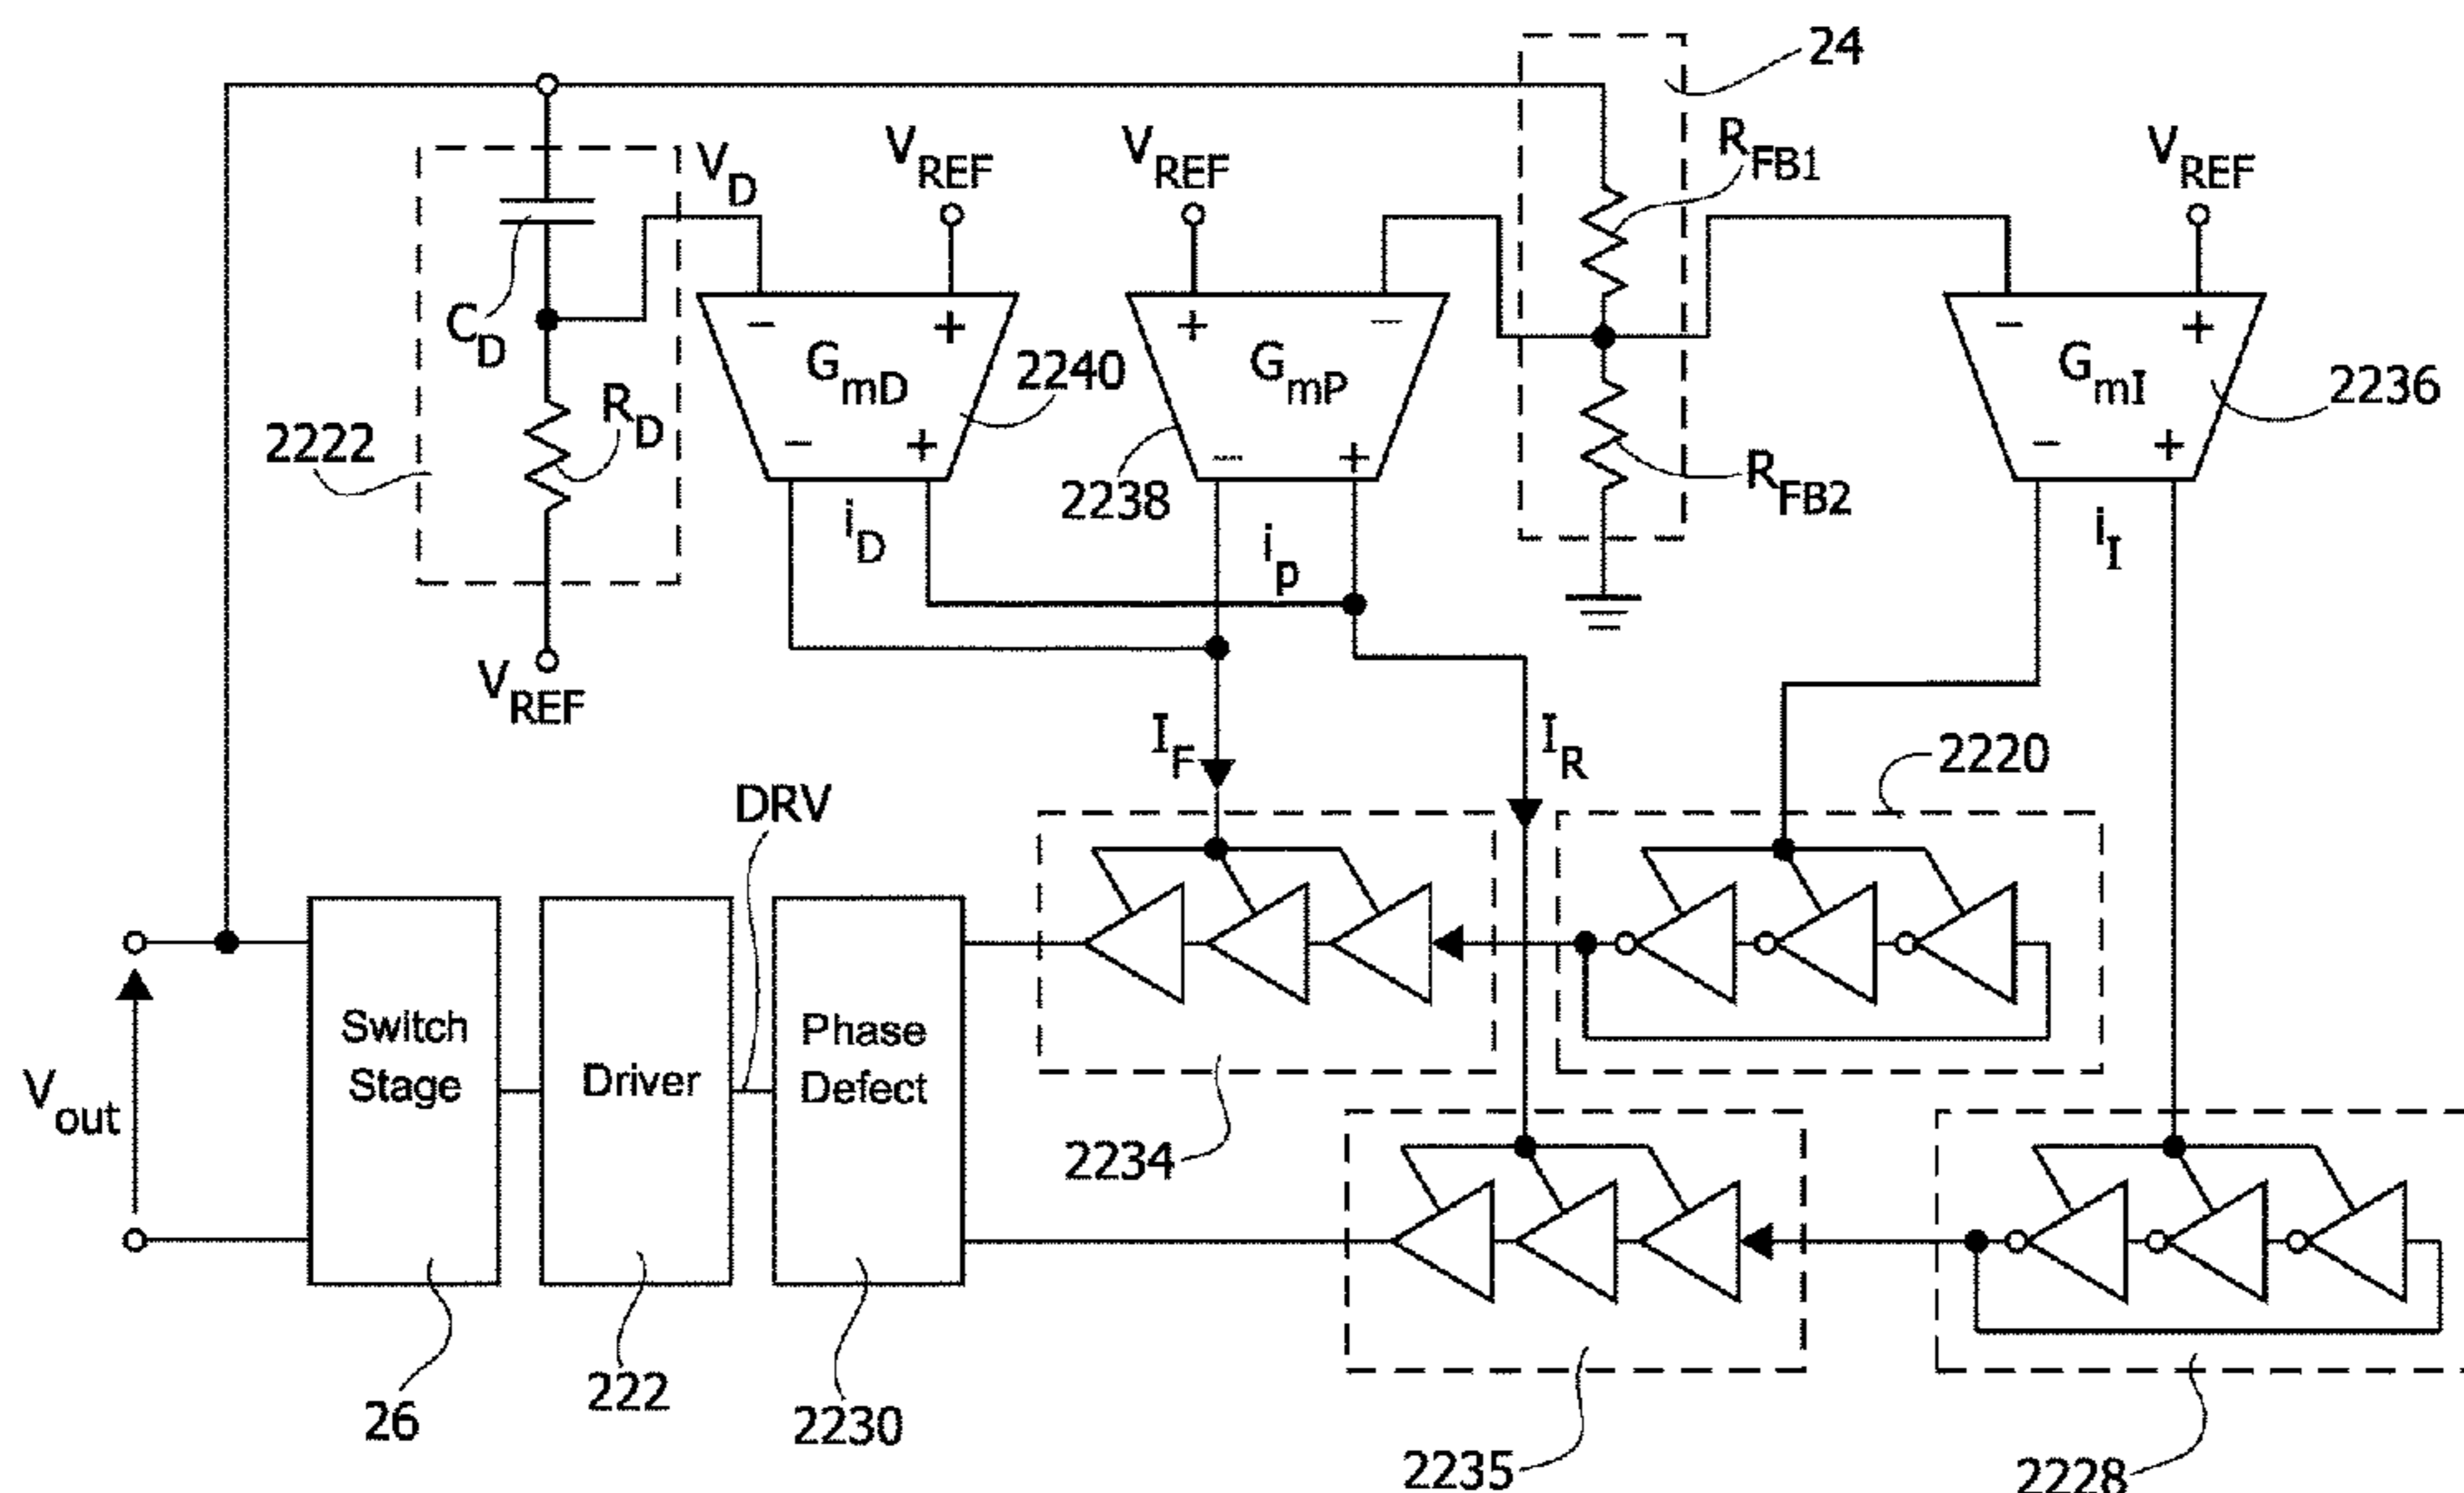 24
V_REF
V_REF
V_REF
V_D
R_FB1
C_D
G_mD
2240
G_mP
G_mI
2236
R_D
2222
2238
R_FB2
i_D
i_p
i_I
V_REF
I_F
I_R
2220
DRV
Switch
Stage
Driver
Phase
Defect
V_out
2234
26
222
2230
2235
2228
- + + - - +
- + - + - +